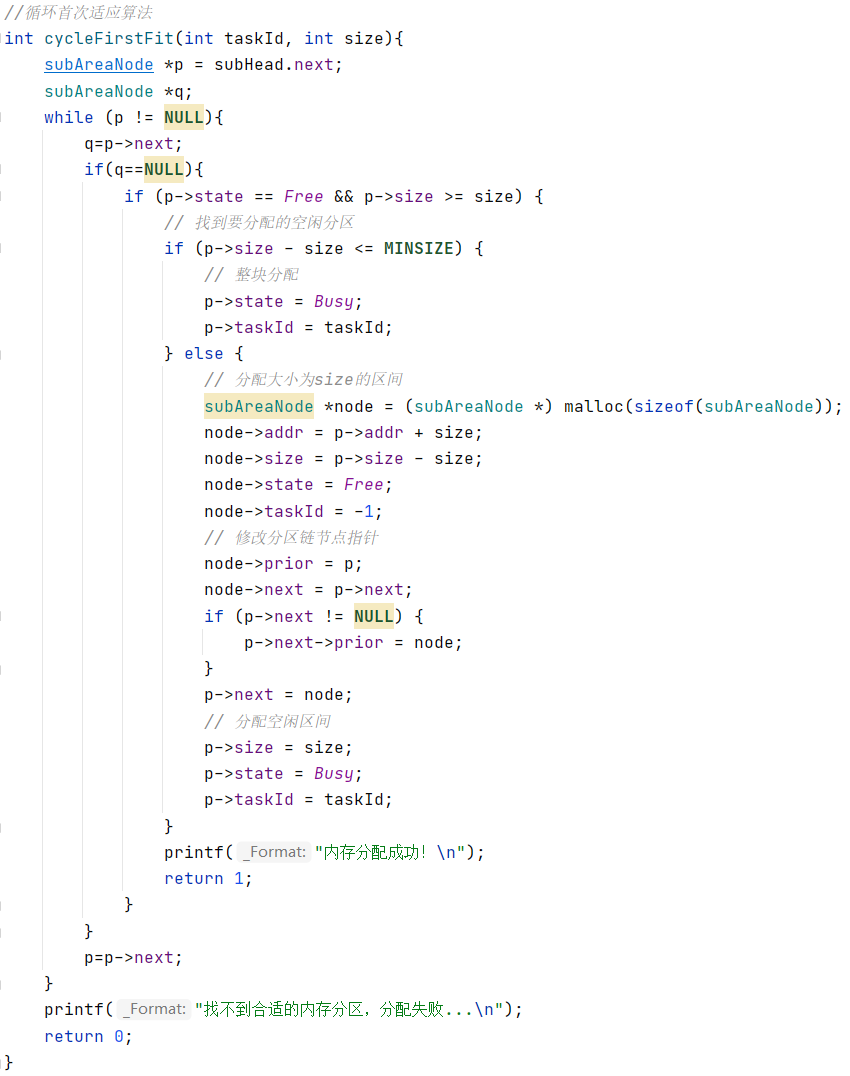 //循环首次适应算法
int cycleFirstFit(int taskId, int size){
    subAreaNode *p = subHead.next;
    subAreaNode *q;
    while (p != NULL){
        q=p->next;
        if(q==NULL){
            if (p->state == Free && p->size >= size) {
                // 找到要分配的空闲分区
                if (p->size - size <= MINSIZE) {
                    // 整块分配
                    p->state = Busy;
                    p->taskId = taskId;
                } else {
                    // 分配大小为size的区间
                    subAreaNode *node = (subAreaNode *) malloc(sizeof(subAreaNode));
                    node->addr = p->addr + size;
                    node->size = p->size - size;
                    node->state = Free;
                    node->taskId = -1;
                    // 修改分区链节点指针
                    node->prior = p;
                    node->next = p->next;
                    if (p->next != NULL) {
                        p->next->prior = node;
                    }
                    p->next = node;
                    // 分配空闲区间
                    p->size = size;
                    p->state = Busy;
                    p->taskId = taskId;
                }
                printf( _Format: "内存分配成功! \n");
                return 1;
            }
        }
        p=p->next;
    }
    printf( _Format: "找不到合适的内存分区，分配失败...\n");
    return 0;
}